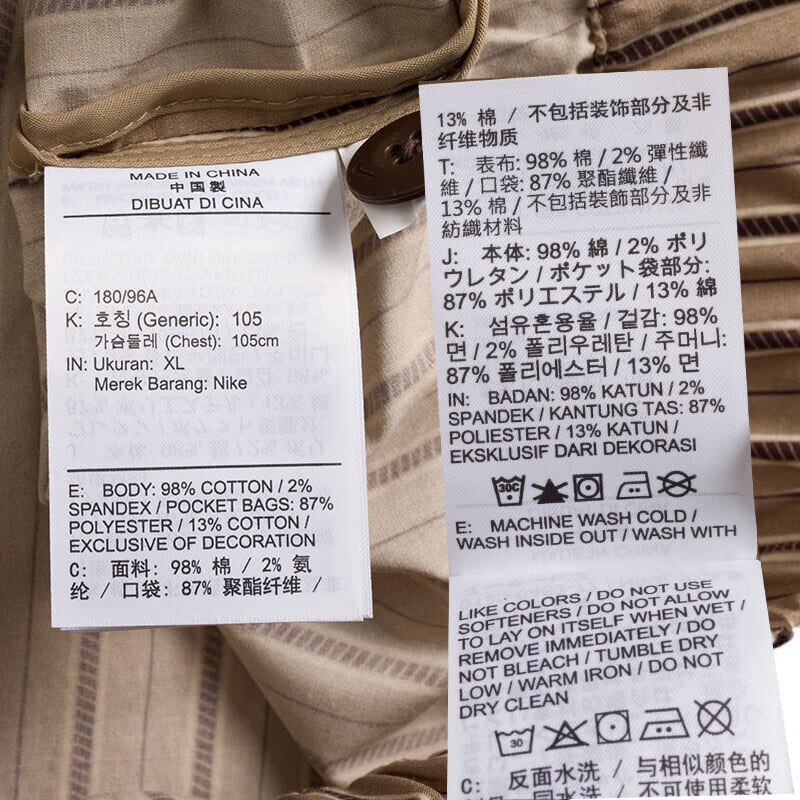 MADE IN CHINA
中国製
DIBUAT DI CINA
C: 180/96A
K: 호칭 (Generic): 105
가슴둘레 (Chest): 105cm
IN: Ukuran: XL
Merek Barang: Nike
E: BODY: 98% COTTON / 2%
SPANDEX / POCKET BAGS: 87%
POLYESTER / 13% COTTON /
EXCLUSIVE OF DECORATION
C: 面料: 98% 棉 / 2% 氨
纶 / 口袋: 87% 聚酯纤维 /
13% 棉 / 不包括装饰部分及非
纤维物质
T: 表布: 98% 棉 / 2% 彈性纖
維 / 口袋: 87% 聚酯纖維 /
13% 棉 / 不包括裝飾部分及非
紡織材料
J: 本体: 98% 綿 / 2% ポリ
ウレタン / ポケット袋部分:
87% ポリエステル / 13% 綿
K: 섬유혼용율 / 겉감: 98%
면 / 2% 폴리우레탄 / 주머니:
87% 폴리에스터 / 13% 면
IN: BADAN: 98% KATUN / 2%
SPANDEK / KANTUNG TAS: 87%
POLIESTER / 13% KATUN /
EKSKLUSIF DARI DEKORASI
30C
E: MACHINE WASH COLD /
WASH INSIDE OUT / WASH WITH
LIKE COLORS / DO NOT USE
SOFTENERS / DO NOT ALLOW
TO LAY ON ITSELF WHEN WET /
REMOVE IMMEDIATELY / DO
NOT BLEACH / TUMBLE DRY
LOW / WARM IRON / DO NOT
DRY CLEAN
30
C: 反面水洗 / 与相似颜色的
一同水洗 / 不可使用柔软